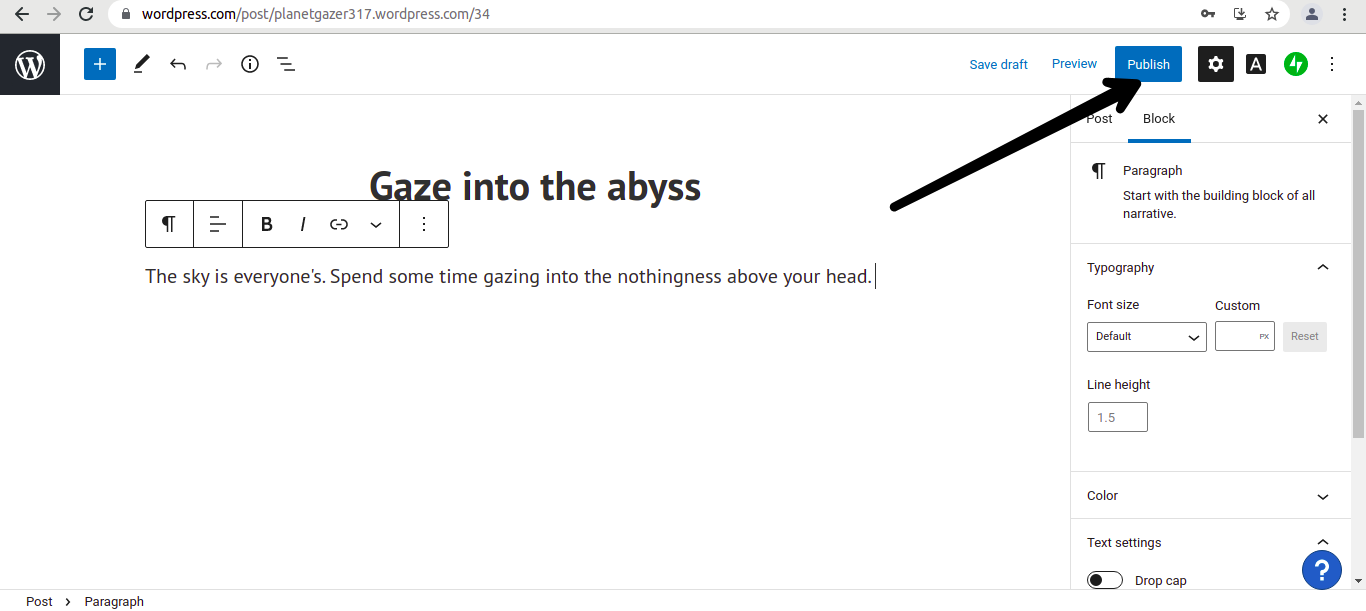 wordpress.com/post/planetgazer317.wordpress.com/34
Save draft Preview Publish
Post Block
Gaze into the abyss
Paragraph
Start with the building block of all
narrative.
B I
The sky is everyone's. Spend some time gazing into the nothingness above your head.
Typography
Font size Custom
Default PX Reset
Line height
1.5
Color
Text settings
Drop cap
?
Post > Paragraph